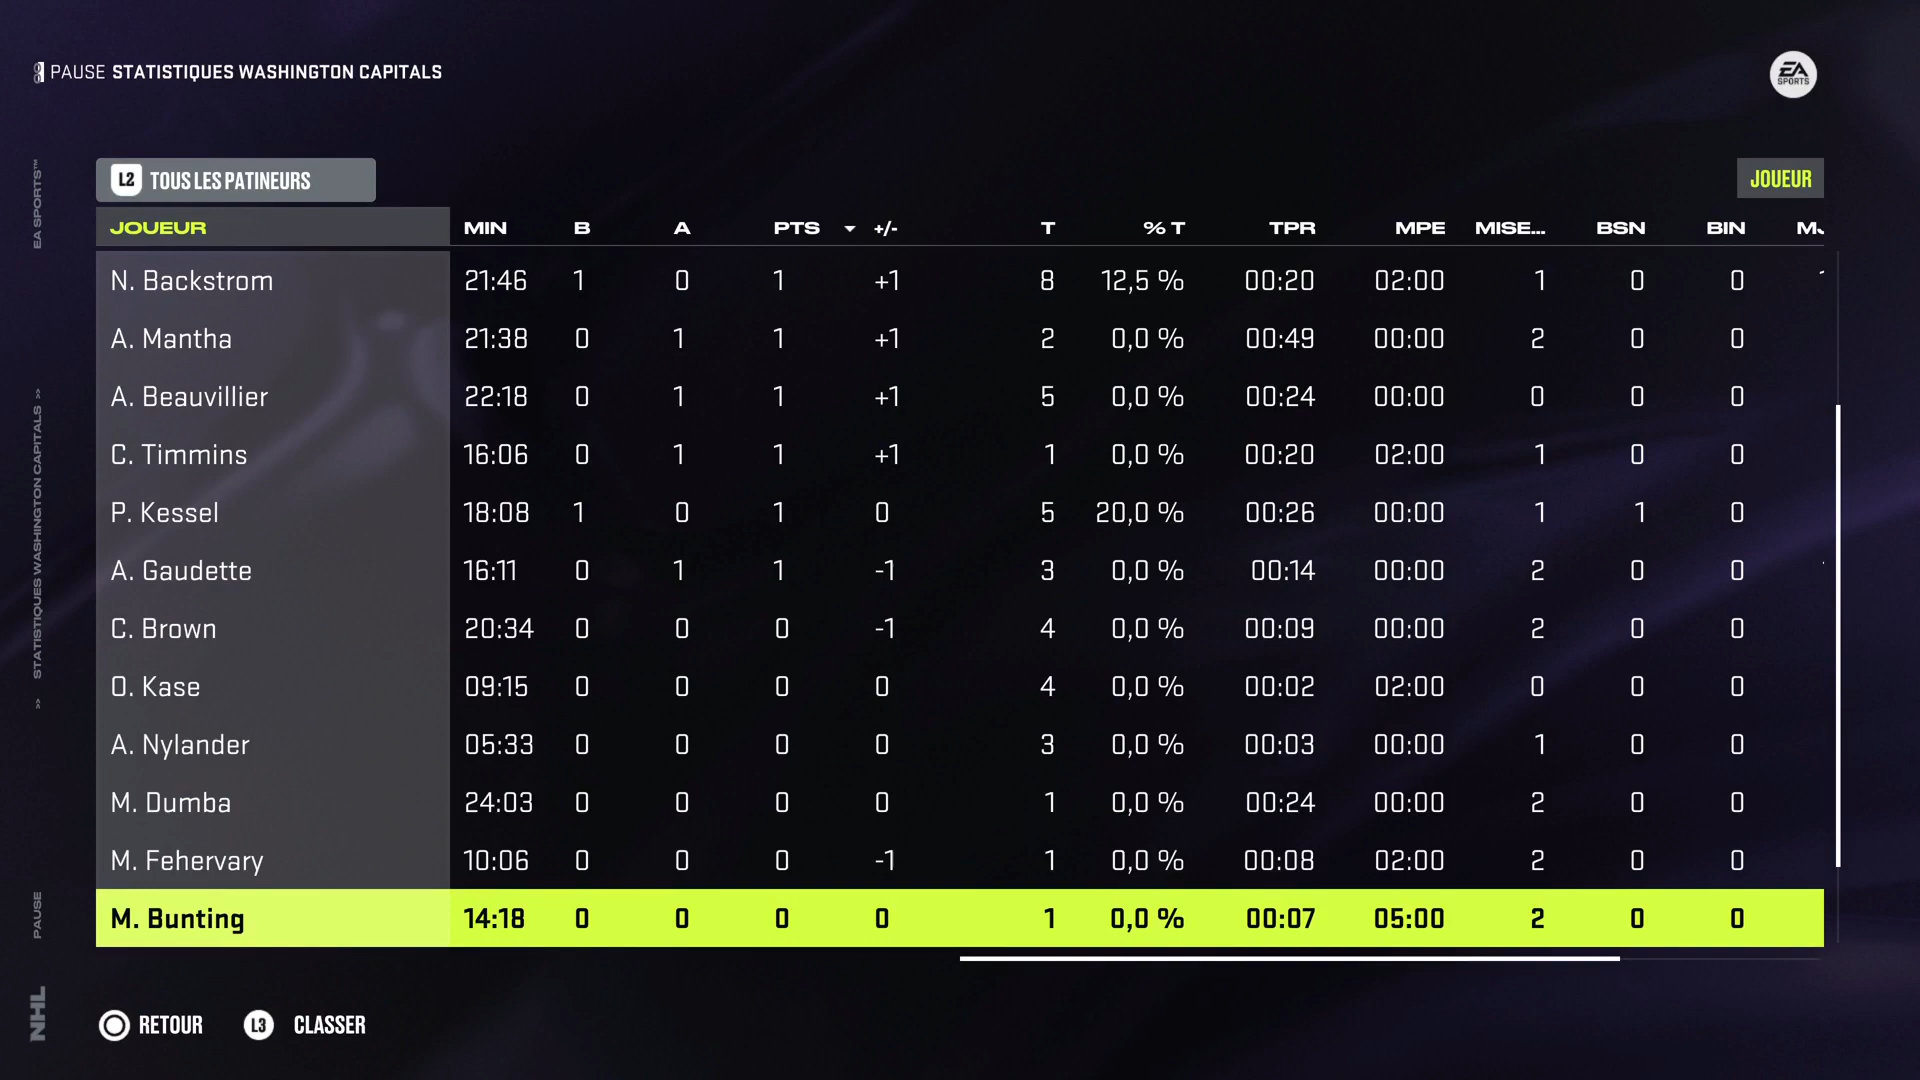 PAUSE STATISTIQUES WASHINGTON CAPITALS
EA SPORTS
L2 TOUS LES PATINEURS
JOUEUR
JOUEUR MIN B A PTS +/- T % T TPR MPE MISE... BSN BIN
N. Backstrom 21:46 1 0 1 +1 8 12,5 % 00:20 02:00 1 0 0
A. Mantha 21:38 0 1 1 +1 2 0,0 % 00:49 00:00 2 0 0
A. Beauvillier 22:18 0 1 1 +1 5 0,0 % 00:24 00:00 0 0 0
C. Timmins 16:06 0 1 1 +1 1 0,0 % 00:20 02:00 1 0 0
P. Kessel 18:08 1 0 1 0 5 20,0 % 00:26 00:00 1 1 0
A. Gaudette 16:11 0 1 1 -1 3 0,0 % 00:14 00:00 2 0 0
C. Brown 20:34 0 0 0 -1 4 0,0 % 00:09 00:00 2 0 0
O. Kase 09:15 0 0 0 0 4 0,0 % 00:02 02:00 0 0 0
A. Nylander 05:33 0 0 0 0 3 0,0 % 00:03 00:00 1 0 0
M. Dumba 24:03 0 0 0 0 1 0,0 % 00:24 00:00 2 0 0
M. Fehervary 10:06 0 0 0 -1 1 0,0 % 00:08 02:00 2 0 0
M. Bunting 14:18 0 0 0 0 1 0,0 % 00:07 05:00 2 0 0
RETOUR L3 CLASSER
NHL PAUSE >> STATISTIQUES WASHINGTON CAPITALS >> EA SPORTS™